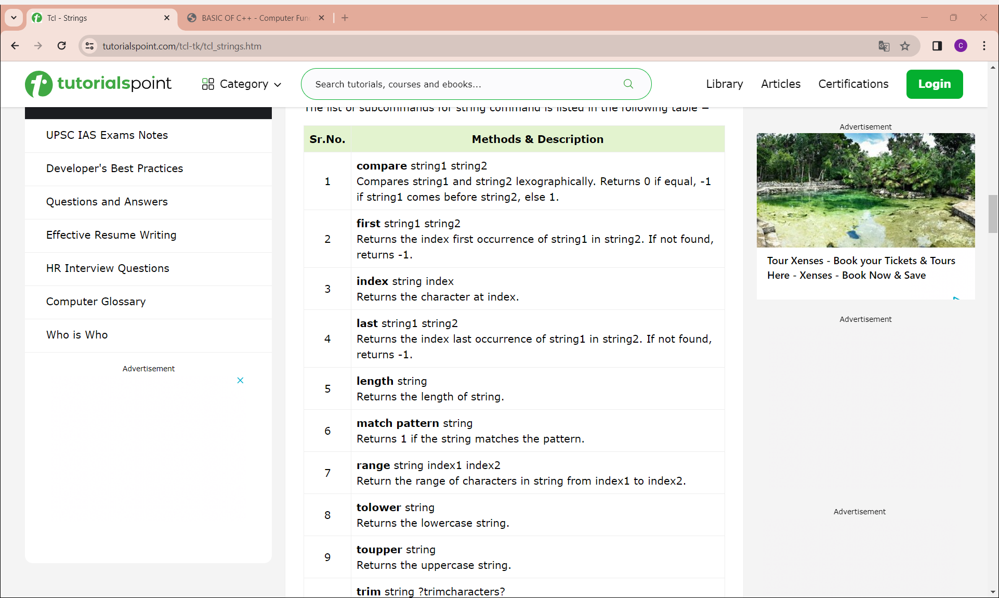 Tcl - Strings
BASIC OF C++ - Computer Fun
tutorialspoint.com/tcl-tk/tcl_strings.htm
C
tutorialspoint
Category
Search tutorials, courses and ebooks...
Library
Articles
Certifications
Login
UPSC IAS Exams Notes
Developer's Best Practices
Questions and Answers
Effective Resume Writing
HR Interview Questions
Computer Glossary
Who is Who
Advertisement
The list of subcommands for string command is listed in the following table −
Sr.No. Methods & Description
1
compare string1 string2
Compares string1 and string2 lexographically. Returns 0 if equal, -1
if string1 comes before string2, else 1.
2
first string1 string2
Returns the index first occurrence of string1 in string2. If not found,
returns -1.
3
index string index
Returns the character at index.
4
last string1 string2
Returns the index last occurrence of string1 in string2. If not found,
returns -1.
5
length string
Returns the length of string.
6
match pattern string
Returns 1 if the string matches the pattern.
7
range string index1 index2
Return the range of characters in string from index1 to index2.
8
tolower string
Returns the lowercase string.
9
toupper string
Returns the uppercase string.
trim string ?trimcharacters?
Advertisement
Tour Xenses - Book your Tickets & Tours
Here - Xenses - Book Now & Save
Advertisement
Advertisement